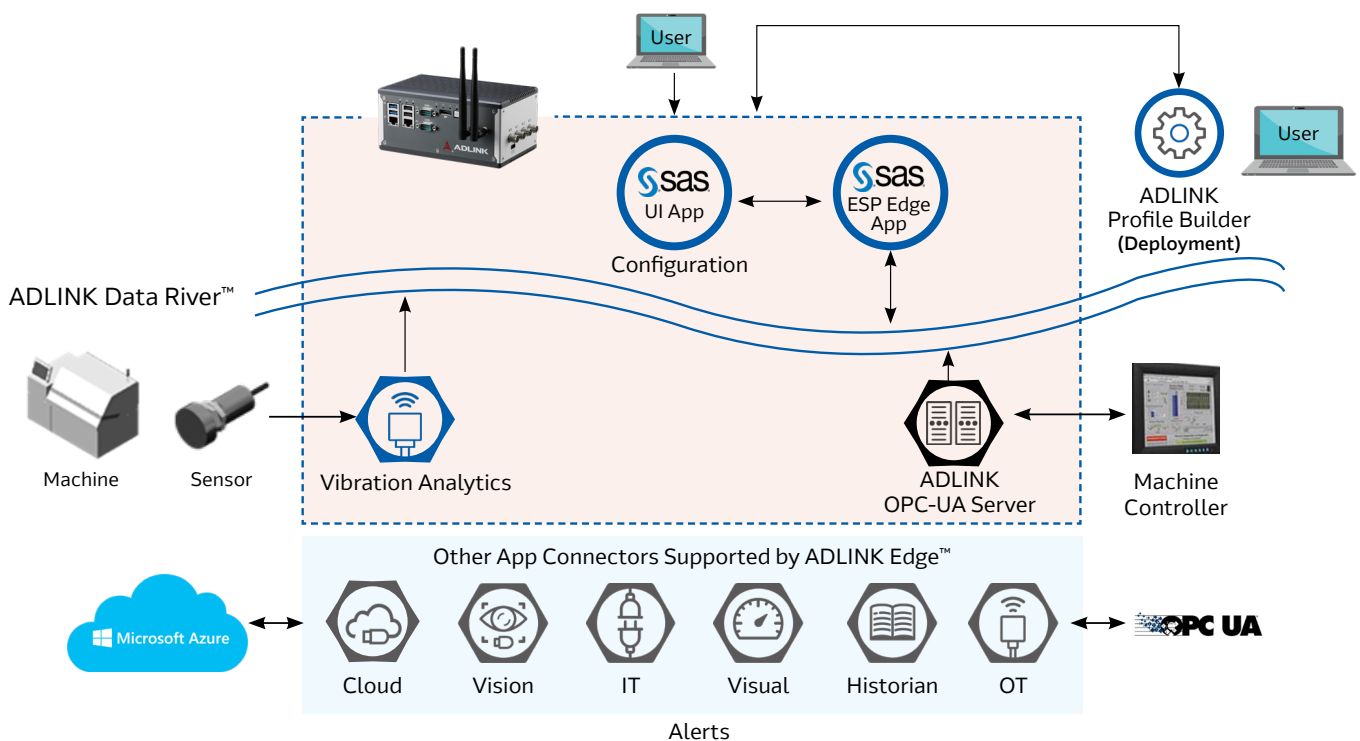 User
ADLINK
sas
UI App
Configuration
sas
ESP Edge
App
User
ADLINK
Profile Builder
(Deployment)
ADLINK Data River™
Machine
Sensor
Vibration Analytics
ADLINK
OPC-UA Server
Machine
Controller
Other App Connectors Supported by ADLINK Edge™
Microsoft Azure
OPC UA
Cloud
Vision
IT
Visual
Historian
OT
Alerts